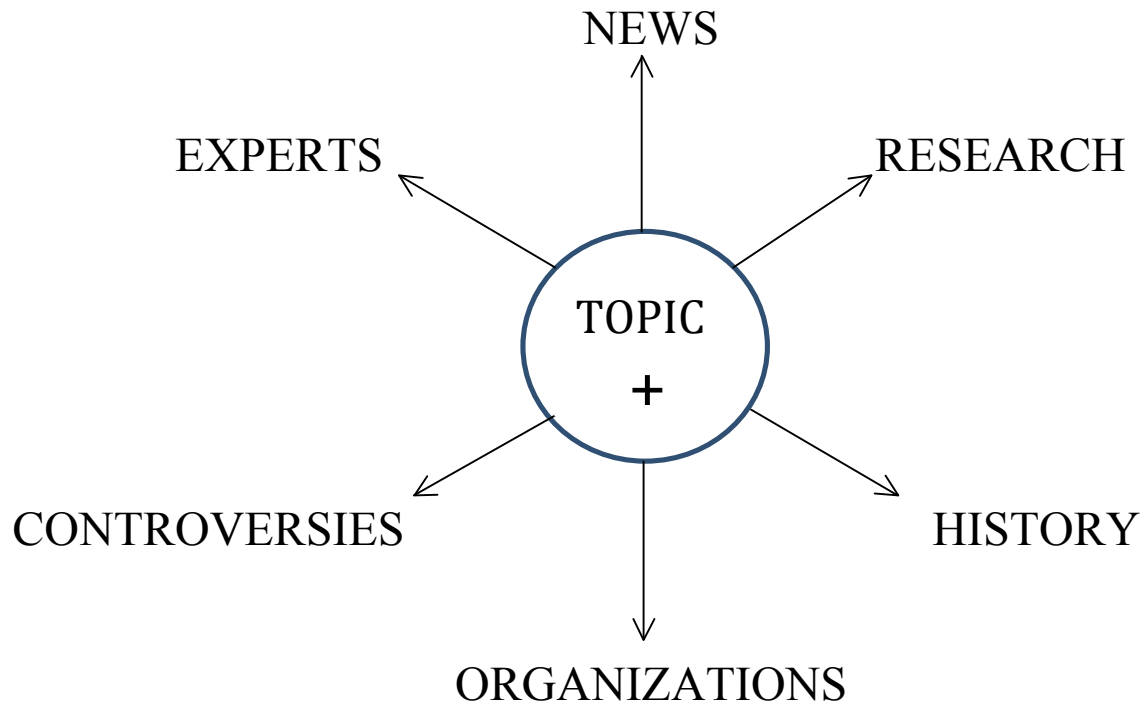 NEWS
EXPERTS
RESEARCH
TOPIC
+
CONTROVERSIES
HISTORY
ORGANIZATIONS